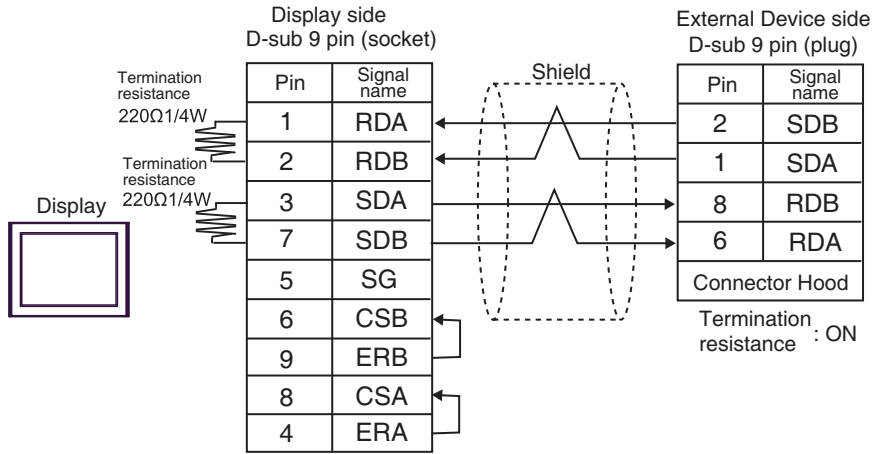 Display side
D-sub 9 pin (socket)
External Device side
D-sub 9 pin (plug)
Termination
resistance
220Ω1/4W
Termination
resistance
220Ω1/4W
Display
Pin Signal name
1 RDA
2 RDB
3 SDA
7 SDB
5 SG
6 CSB
9 ERB
8 CSA
4 ERA
Shield
Pin Signal name
2 SDB
1 SDA
8 RDB
6 RDA
Connector Hood
Termination
resistance : ON